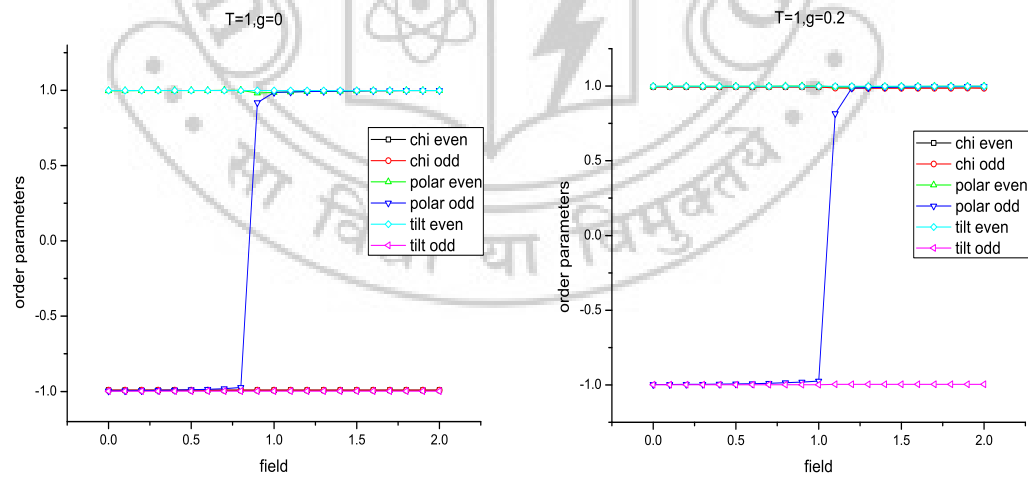 T=1,g=0
1.0
0.5
0.0
-0.5
-1.0
order parameters
0.0 0.5 1.0 1.5 2.0
field
chi even
chi odd
polar even
polar odd
tilt even
tilt odd
T=1,g=0.2
1.0
0.5
0.0
-0.5
-1.0
order parameters
0.0 0.5 1.0 1.5 2.0
field
chi even
chi odd
polar even
polar odd
tilt even
tilt odd
सा विद्या या विमुक्तये